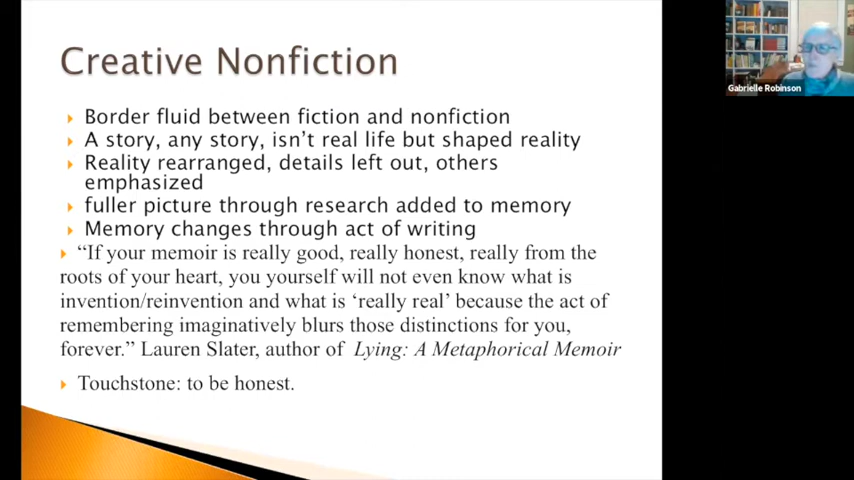 Creative Nonfiction
Border fluid between fiction and nonfiction
A story, any story, isn't real life but shaped reality
Reality rearranged, details left out, others
emphasized
fuller picture through research added to memory
Memory changes through act of writing
“If your memoir is really good, really honest, really from the
roots of your heart, you yourself will not even know what is
invention/reinvention and what is ‘really real’ because the act of
remembering imaginatively blurs those distinctions for you,
forever.” Lauren Slater, author of Lying: A Metaphorical Memoir
Touchstone: to be honest.
Gabrielle Robinson